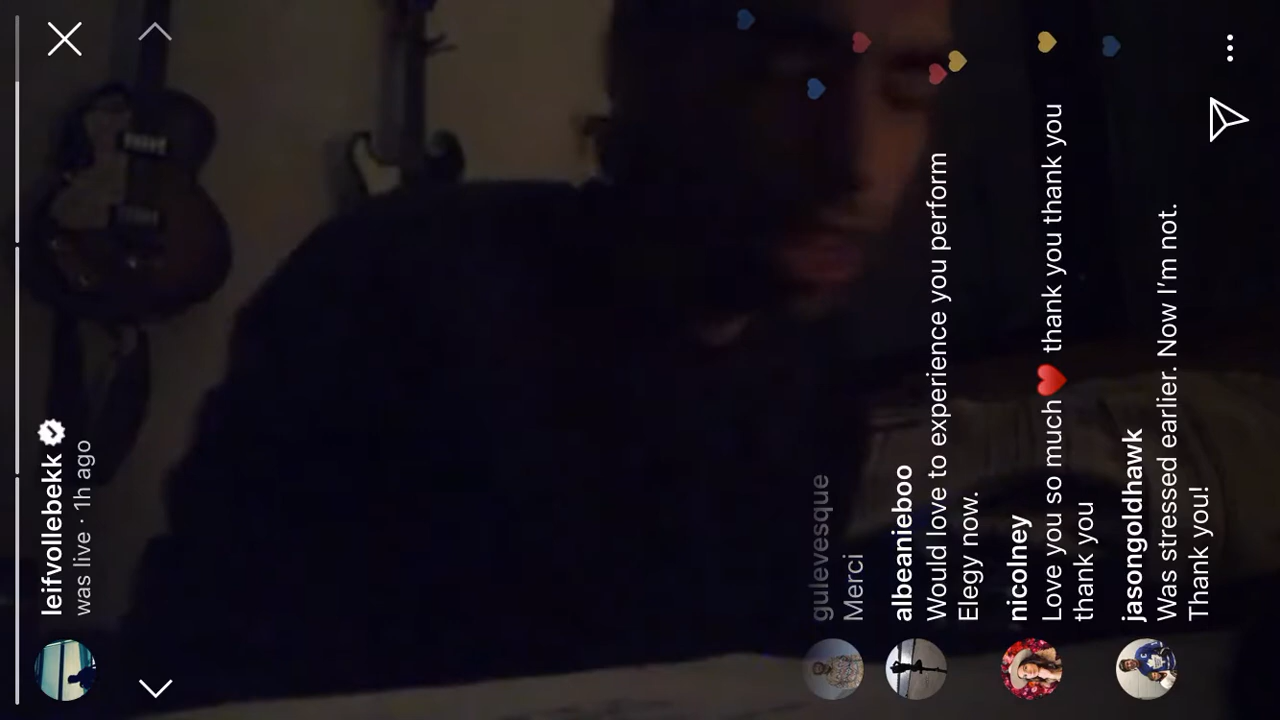 leifvollebekk
was live · 1h ago
gulevesque
Merci
albeanieboo
Would love to experience you perform
Elegy now.
nicolney
Love you so much ❤️ thank you thank you
thank you
jasongoldhawk
Was stressed earlier. Now I'm not.
Thank you!